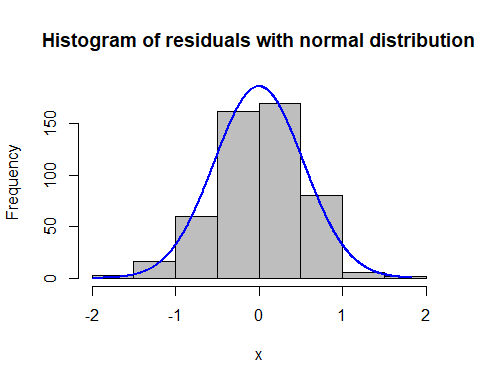 Histogram of residuals with normal distribution
Frequency
150
100
50
0
-2 -1 0 1 2
x